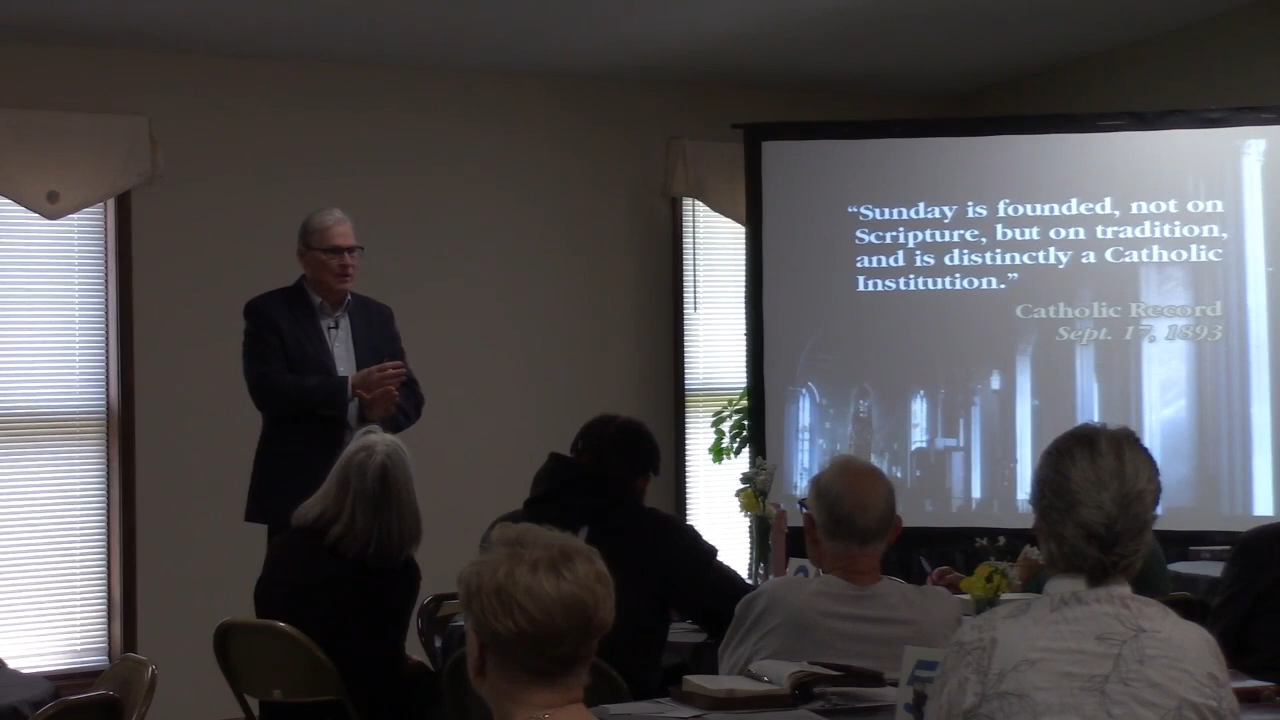 “Sunday is founded, not on
Scripture, but on tradition,
and is distinctly a Catholic
Institution.”
Catholic Record
Sept. 17, 1893